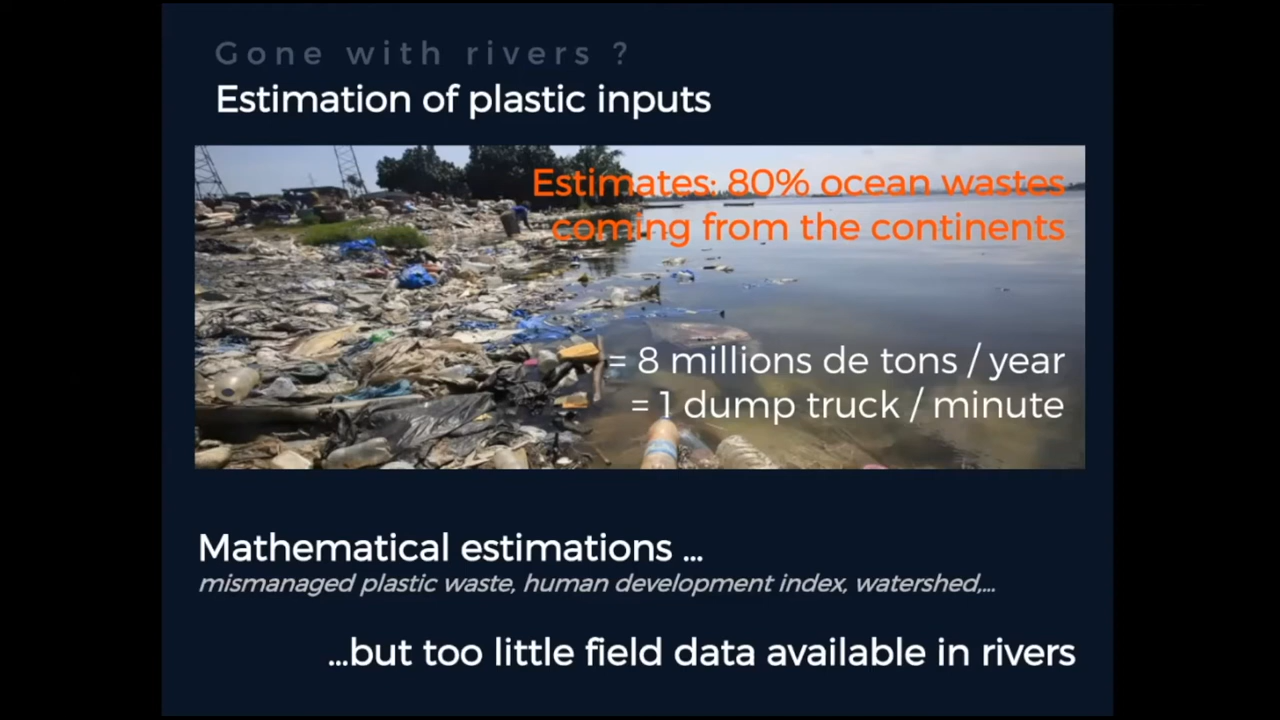 Gone with rivers ?
Estimation of plastic inputs
Estimates: 80% ocean wastes
coming from the continents
= 8 millions de tons / year
= 1 dump truck / minute
Mathematical estimations ...
mismanaged plastic waste, human development index, watershed,...
...but too little field data available in rivers